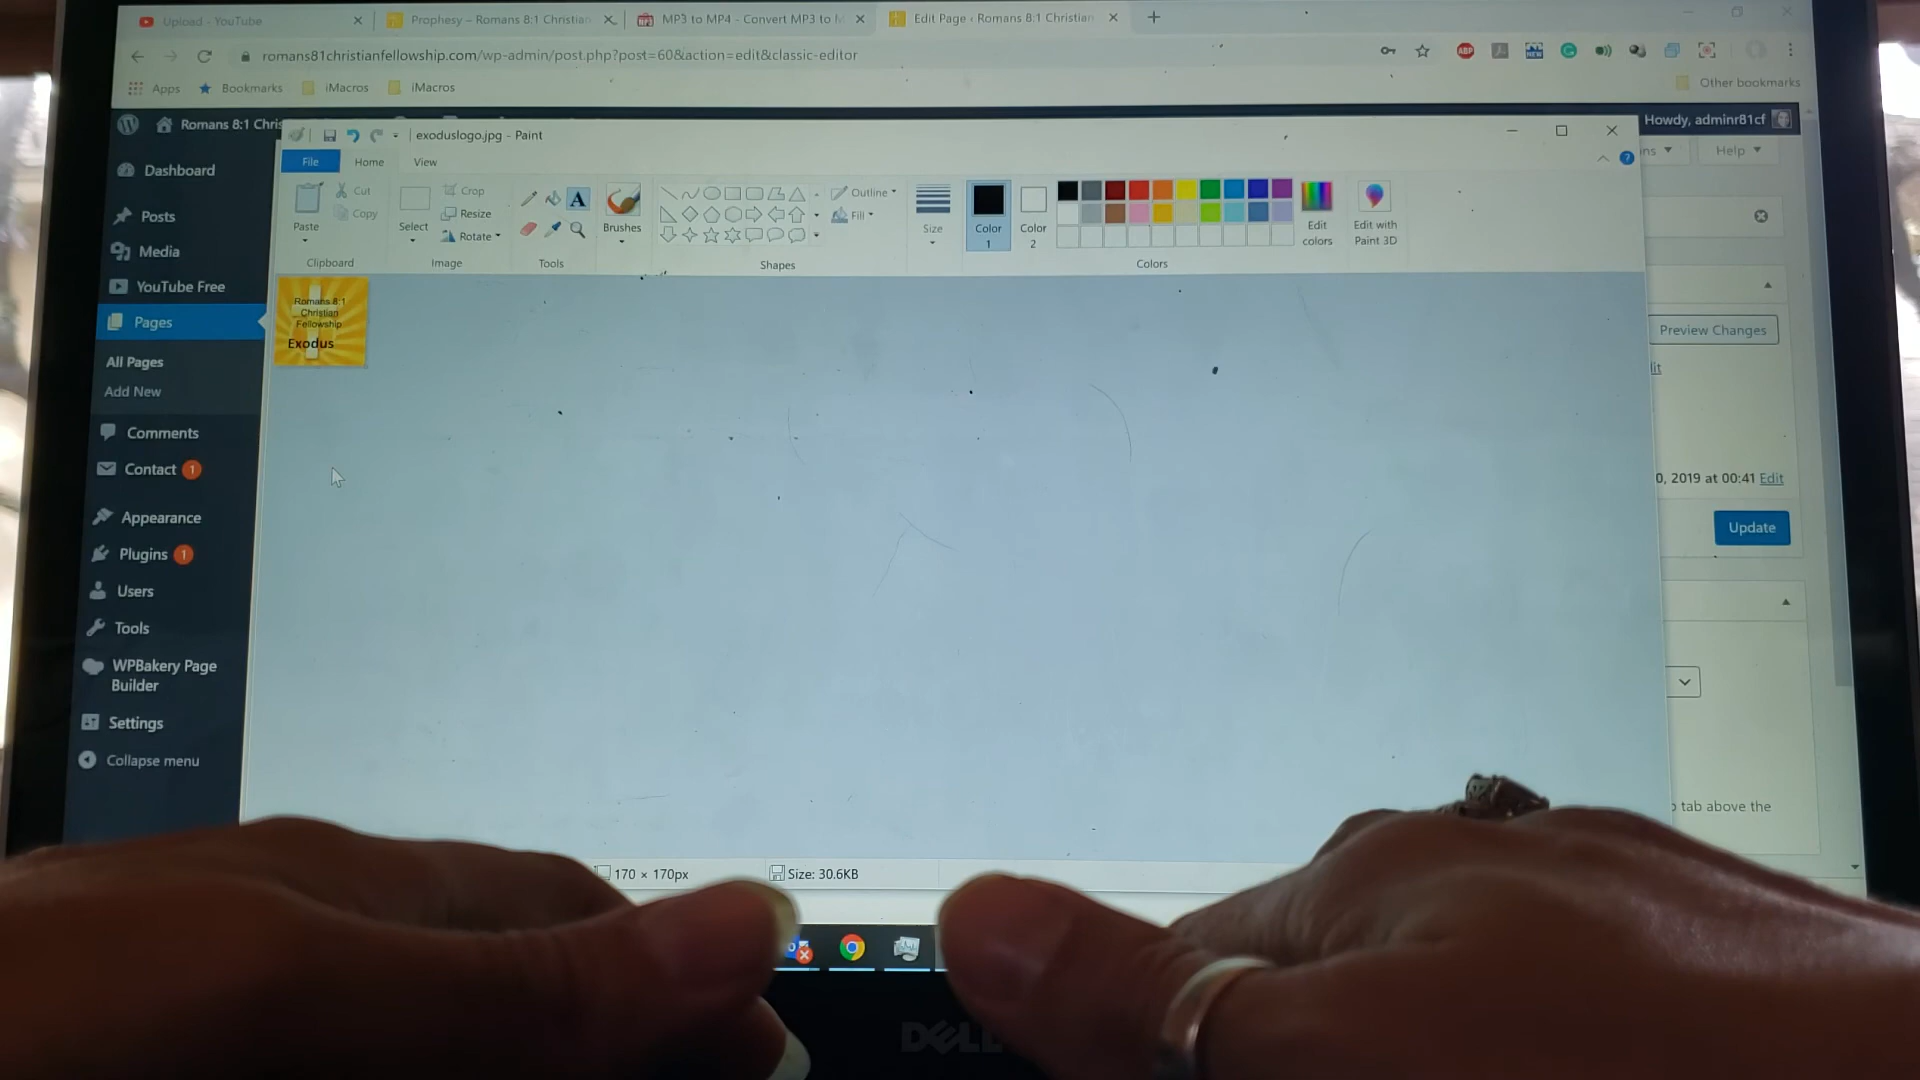 Upload - YouTube
Prophesy – Romans 8:1 Christian
MP3 to MP4 - Convert MP3 to
Edit Page ‹ Romans 8:1 Christian
romans81christianfellowship.com/wp-admin/post.php?post=60&action=edit&classic-editor
Apps
Bookmarks
iMacros
iMacros
Other bookmarks
Romans 8:1 Chris
Howdy, adminr81cf
exoduslogo.jpg - Paint
File
Home
View
Help
Paste
Cut
Copy
Clipboard
Select
Crop
Resize
Rotate
Image
A
Tools
Brushes
Outline
Fill
Shapes
Size
Color
1
Color
2
Edit
colors
Colors
Edit with
Paint 3D
Dashboard
Posts
Media
YouTube Free
Pages
All Pages
Add New
Comments
Contact 1
Appearance
Plugins 1
Users
Tools
WPBakery Page
Builder
Settings
Collapse menu
Romans 8:1
Christian
Fellowship
Exodus
Preview Changes
0, 2019 at 00:41 Edit
Update
tab above the
170 × 170px
Size: 30.6KB
DELL